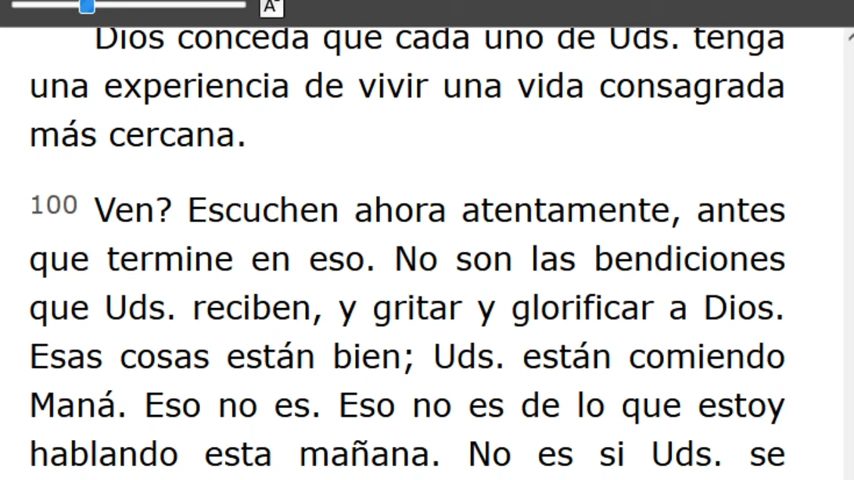 A
Dios conceda que cada uno de Uds. tenga
una experiencia de vivir una vida consagrada
más cercana.
100 Ven? Escuchen ahora atentamente, antes
que termine en eso. No son las bendiciones
que Uds. reciben, y gritar y glorificar a Dios.
Esas cosas están bien; Uds. están comiendo
Maná. Eso no es. Eso no es de lo que estoy
hablando esta mañana. No es si Uds. se